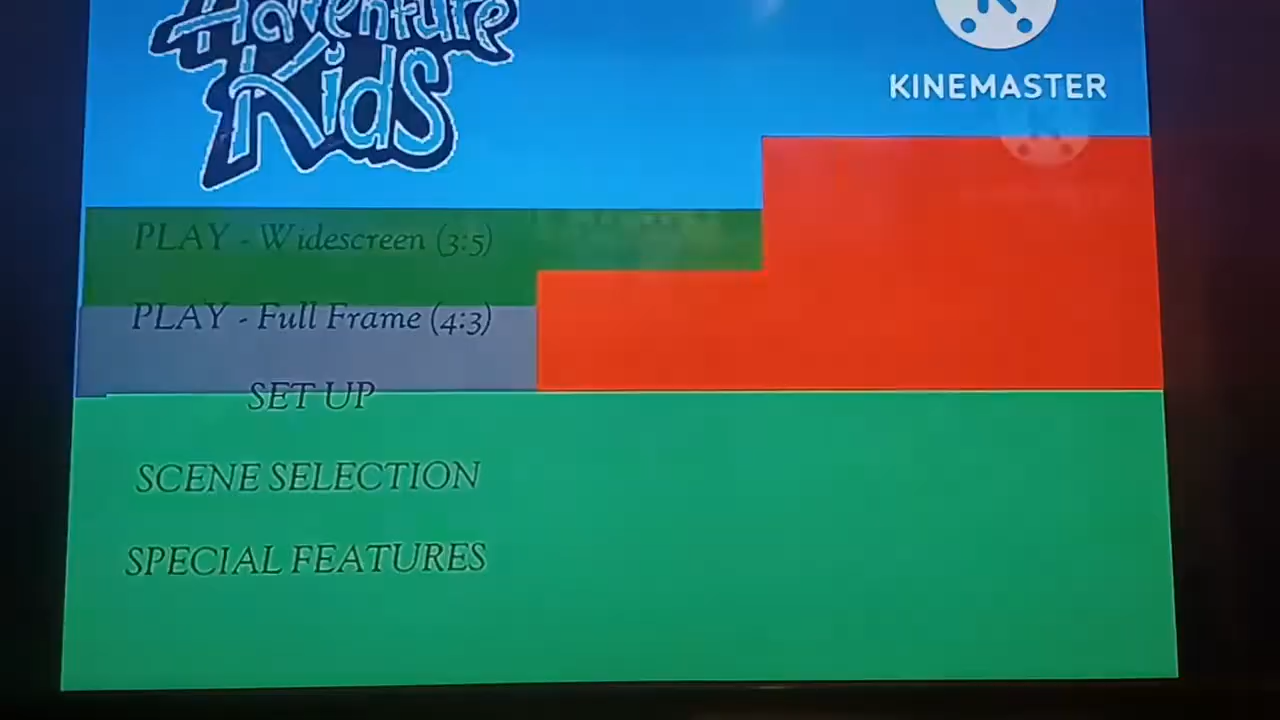 Adventure
Kids
KINEMASTER
PLAY - Widescreen (3:5)
PLAY - Full Frame (4:3)
SET UP
SCENE SELECTION
SPECIAL FEATURES